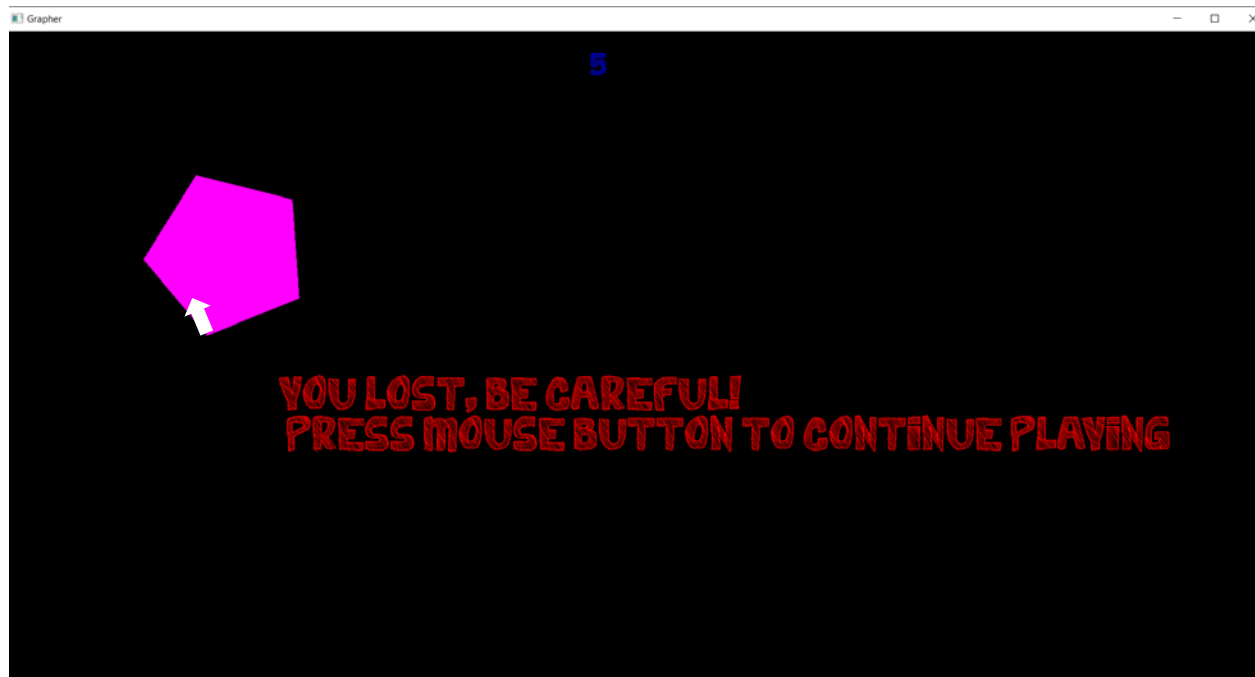 Grapher
5
YOU LOST, BE CAREFUL!
PRESS MOUSE BUTTON TO CONTiNUE PLAYiNG